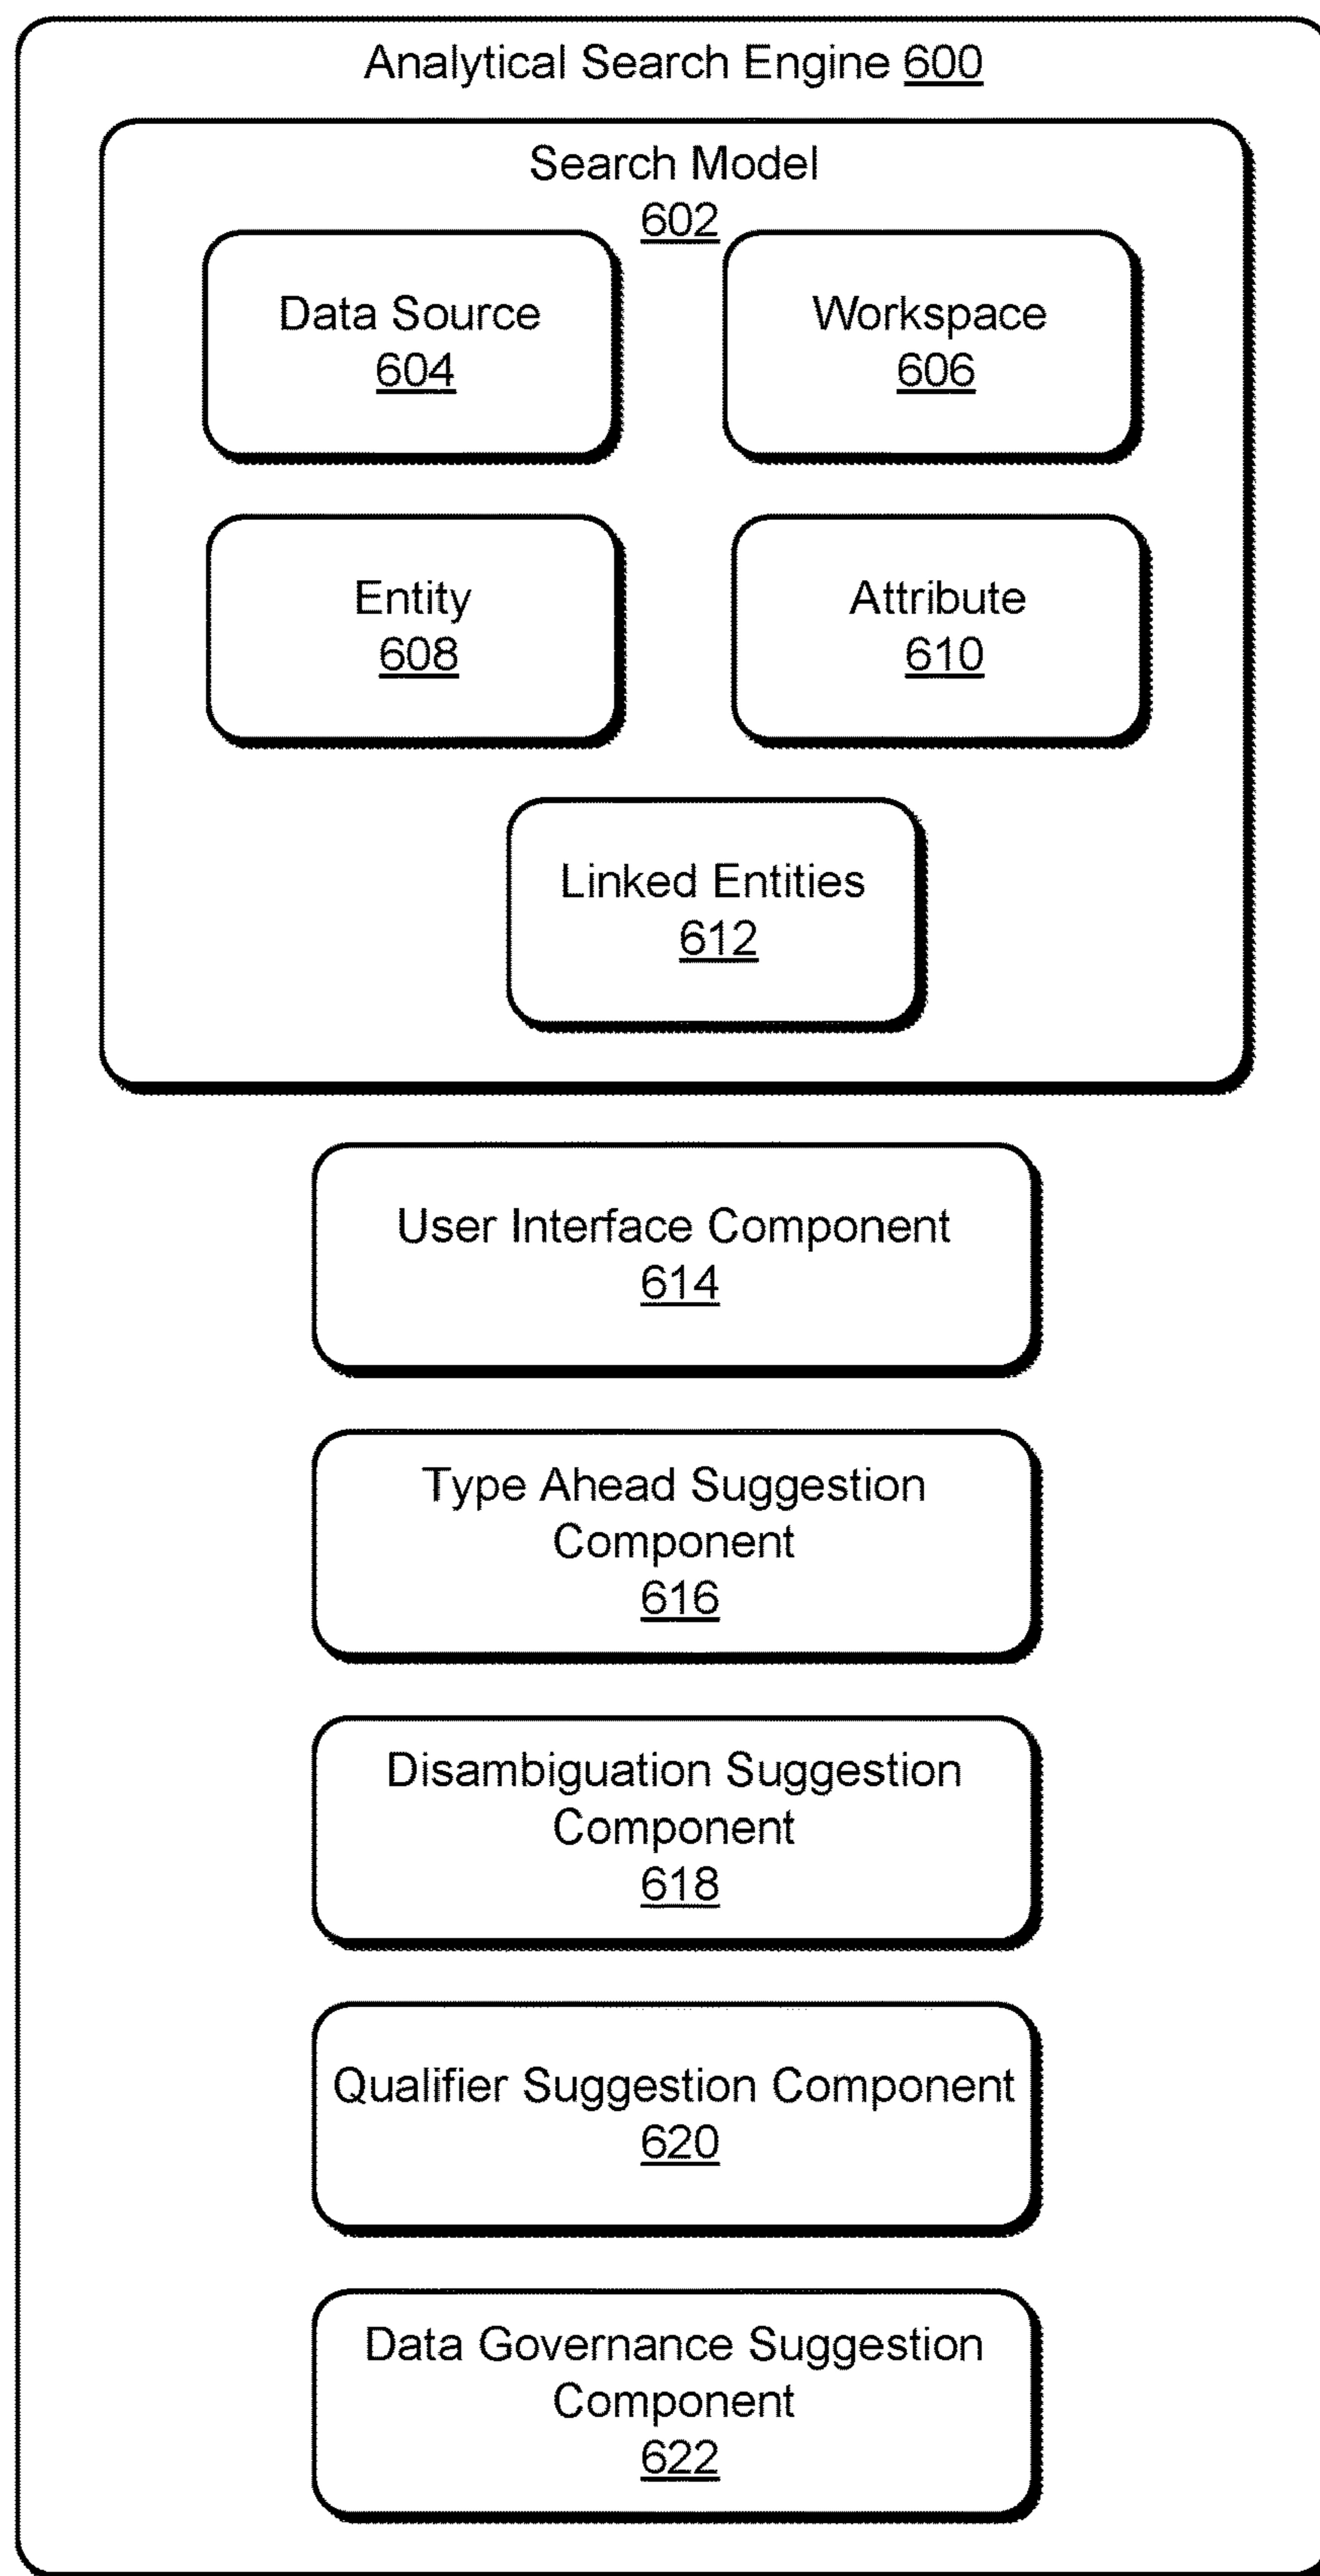 Analytical Search Engine 600
Search Model
602
Data Source
604
Workspace
606
Entity
608
Attribute
610
Linked Entities
612
User Interface Component
614
Type Ahead Suggestion
Component
616
Disambiguation Suggestion
Component
618
Qualifier Suggestion Component
620
Data Governance Suggestion
Component
622